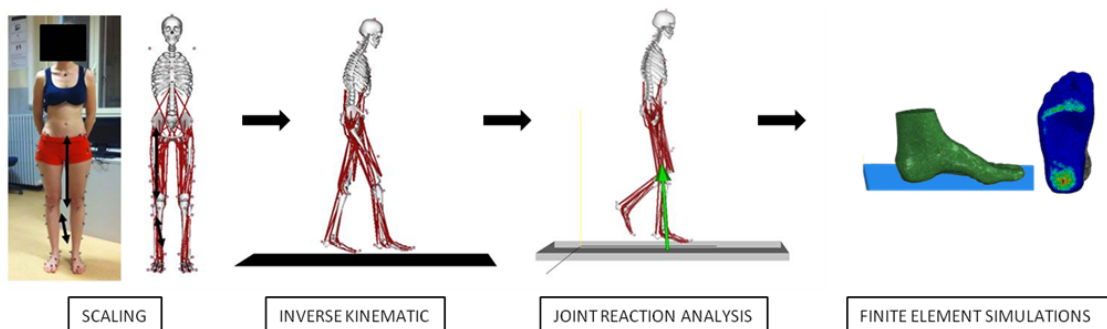 SCALING
INVERSE KINEMATIC
JOINT REACTION ANALYSIS
FINITE ELEMENT SIMULATIONS